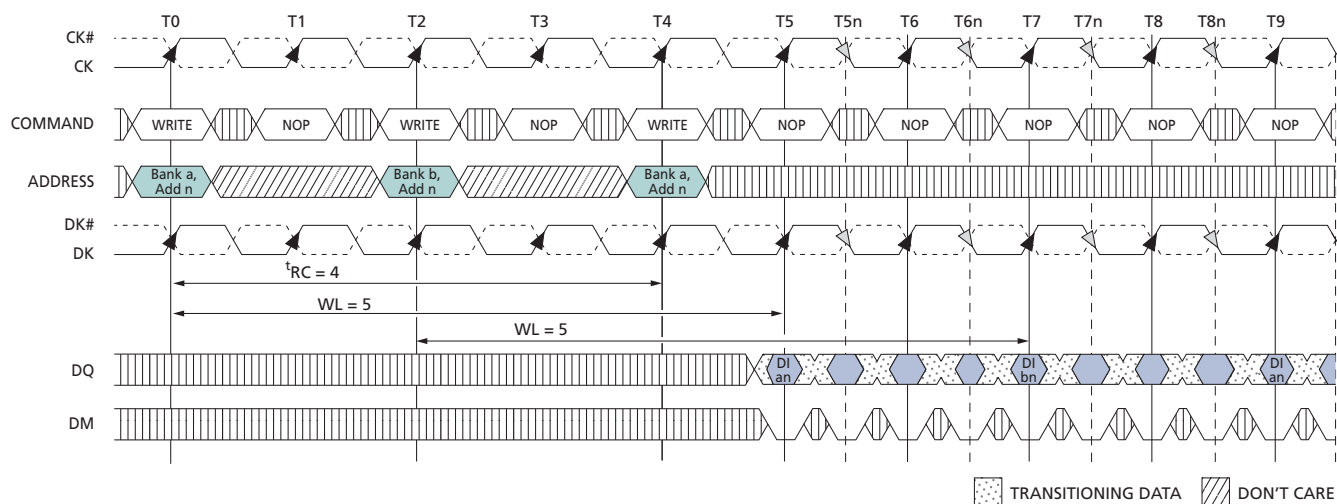 T0 T1 T2 T3 T4 T5 T5n T6 T6n T7 T7n T8 T8n T9
CK#
CK
COMMAND WRITE NOP WRITE NOP WRITE NOP NOP NOP NOP NOP
ADDRESS Bank a, Add n Bank b, Add n Bank a, Add n
DK#
DK
tRC = 4
WL = 5
WL = 5
DQ DI an DI bn DI an
DM
TRANSITIONING DATA DON'T CARE